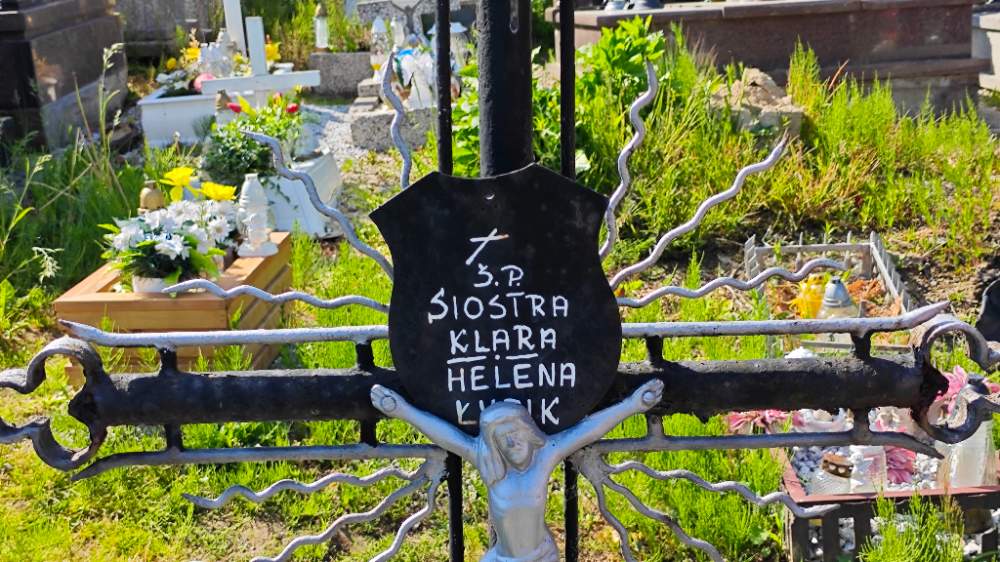 Ś.P.
SIOSTRA
KLARA
HELENA